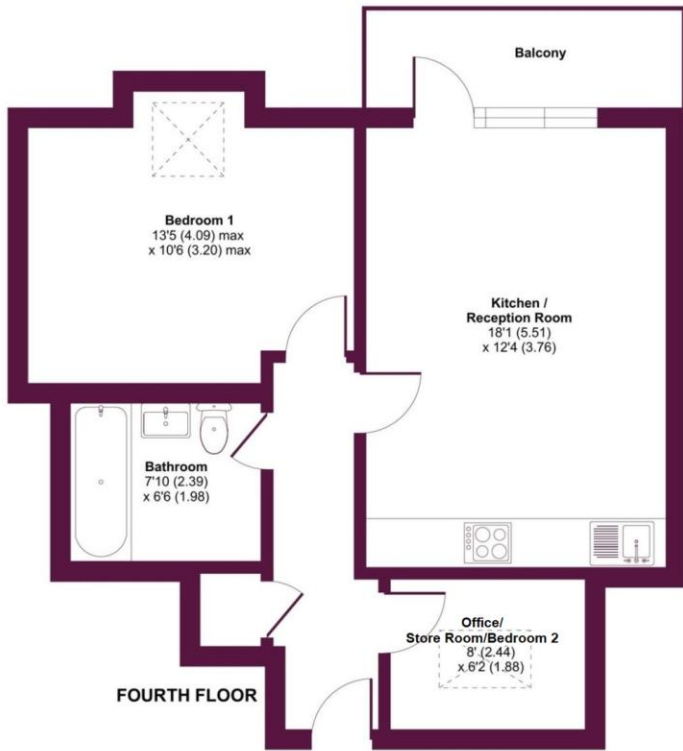 Balcony
Bedroom 1
13'5 (4.09) max
x 10'6 (3.20) max
Kitchen /
Reception Room
18'1 (5.51)
x 12'4 (3.76)
Bathroom
7'10 (2.39)
x 6'6 (1.98)
Office/
Store Room/Bedroom 2
8' (2.44)
x 6'2 (1.88)
FOURTH FLOOR